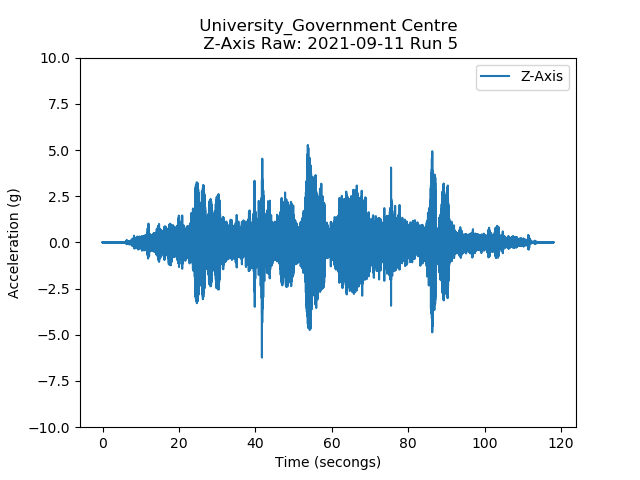 University_Government Centre
Z-Axis Raw: 2021-09-11 Run 5
Z-Axis
10.0
7.5
5.0
2.5
0.0
−2.5
−5.0
−7.5
−10.0
Acceleration (g)
0 20 40 60 80 100 120
Time (secongs)